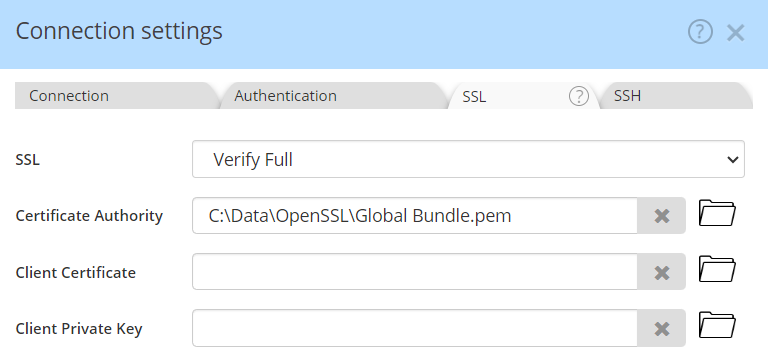 Connection settings
?
Connection
Authentication
SSL
?
SSH
SSL
Verify Full
Certificate Authority
C:\Data\OpenSSL\Global Bundle.pem
Client Certificate
Client Private Key